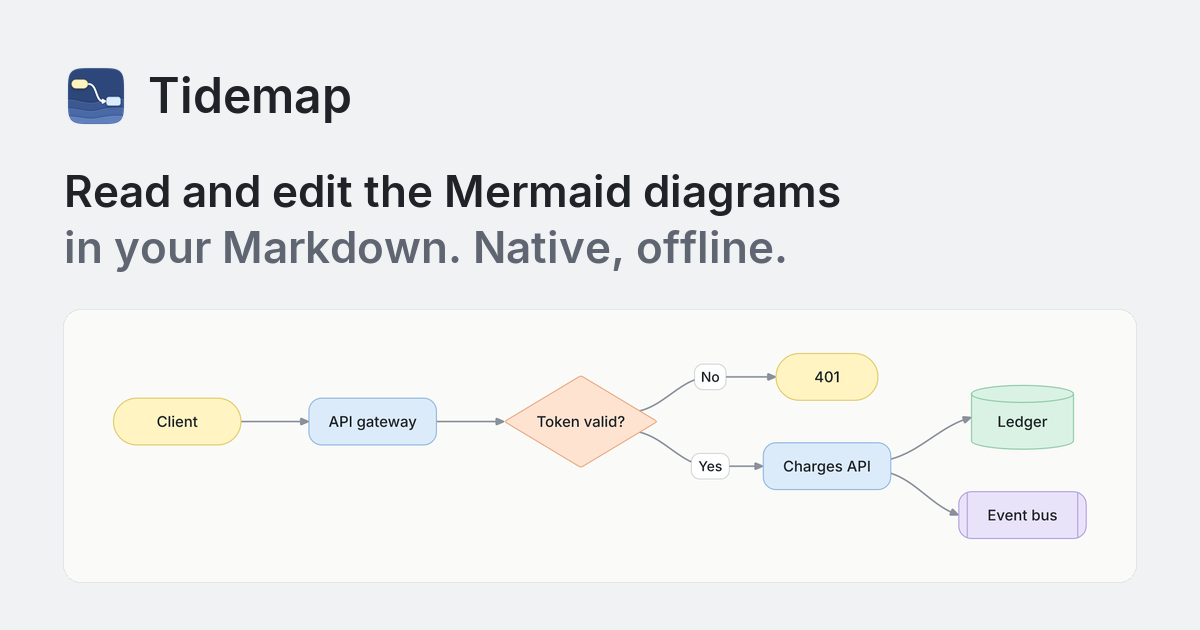 Tidemap
Read and edit the Mermaid diagrams
in your Markdown. Native, offline.
Client
API gateway
Token valid?
No
401
Yes
Charges API
Ledger
Event bus